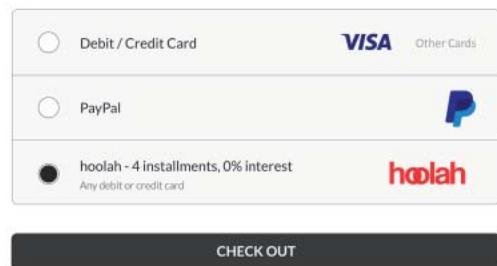 Debit / Credit Card VISA Other Cards
PayPal
hoolah - 4 installments, 0% interest hoolah
Any debit or credit card
CHECK OUT